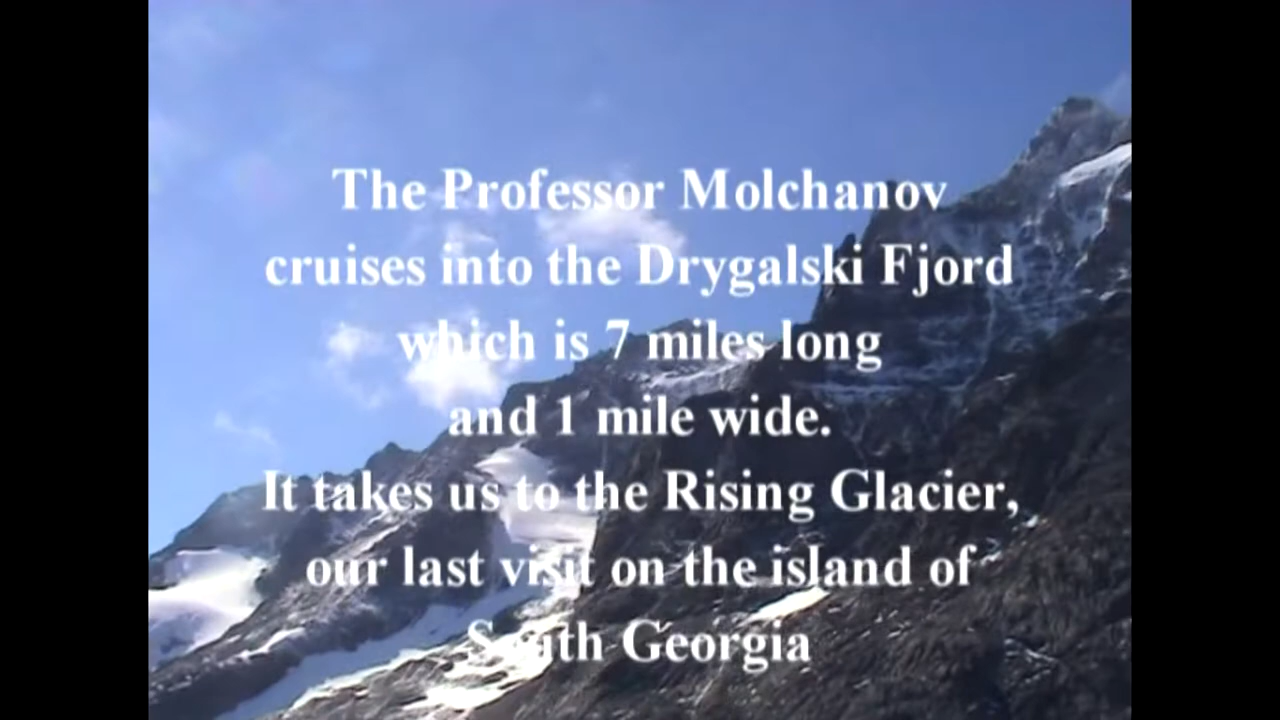 The Professor Molchanov
cruises into the Drygalski Fjord
which is 7 miles long
and 1 mile wide.
It takes us to the Rising Glacier,
our last visit on the island of
South Georgia